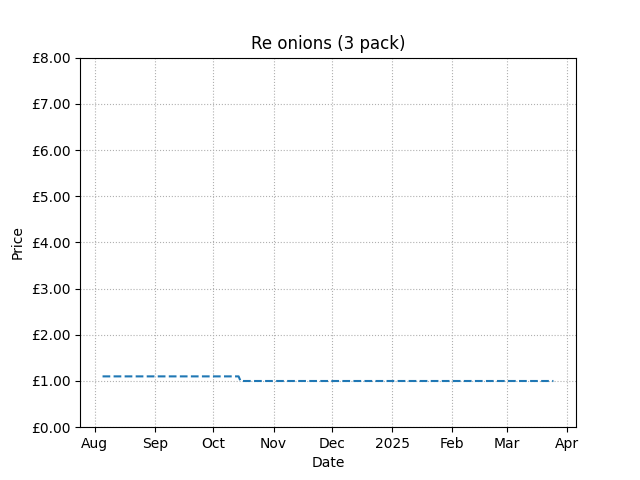 Re onions (3 pack)
£8.00
£7.00
£6.00
£5.00
£4.00
£3.00
£2.00
£1.00
£0.00
Price
Aug Sep Oct Nov Dec 2025 Feb Mar Apr
Date